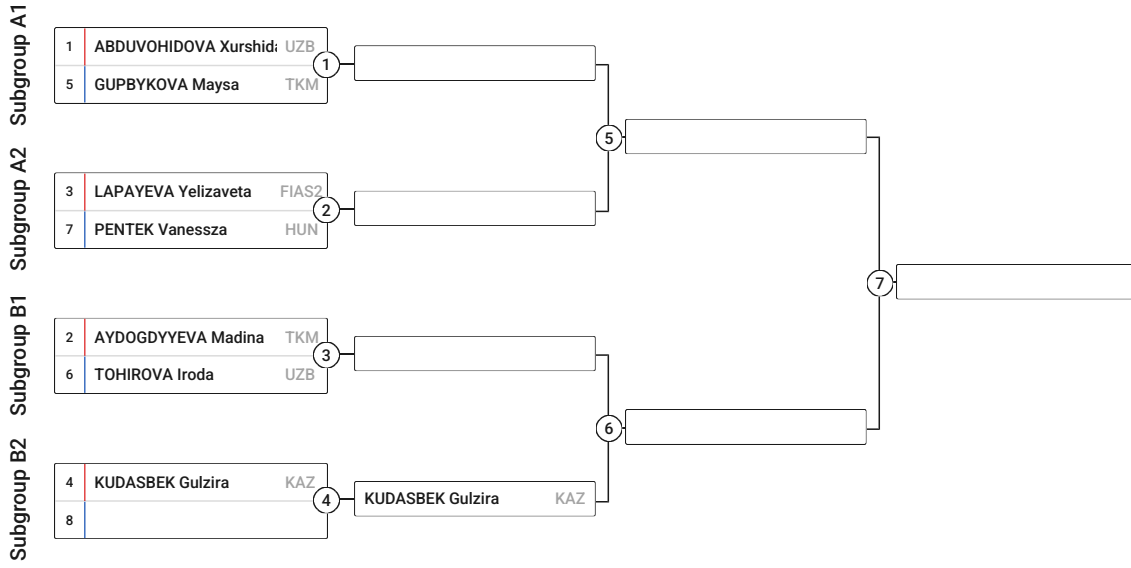 Subgroup A1
1 ABDUVOHIDOVA Xurshid UZB
1
5 GUPBYKOVA Maysa TKM
5
Subgroup A2
3 LAPAYEVA Yelizaveta FIAS2
2
7 PENTEK Vanessza HUN
7
Subgroup B1
2 AYDOGDYYEVA Madina TKM
3
6 TOHIROVA Iroda UZB
6
Subgroup B2
4 KUDASBEK Gulzira KAZ
4 KUDASBEK Gulzira KAZ
8